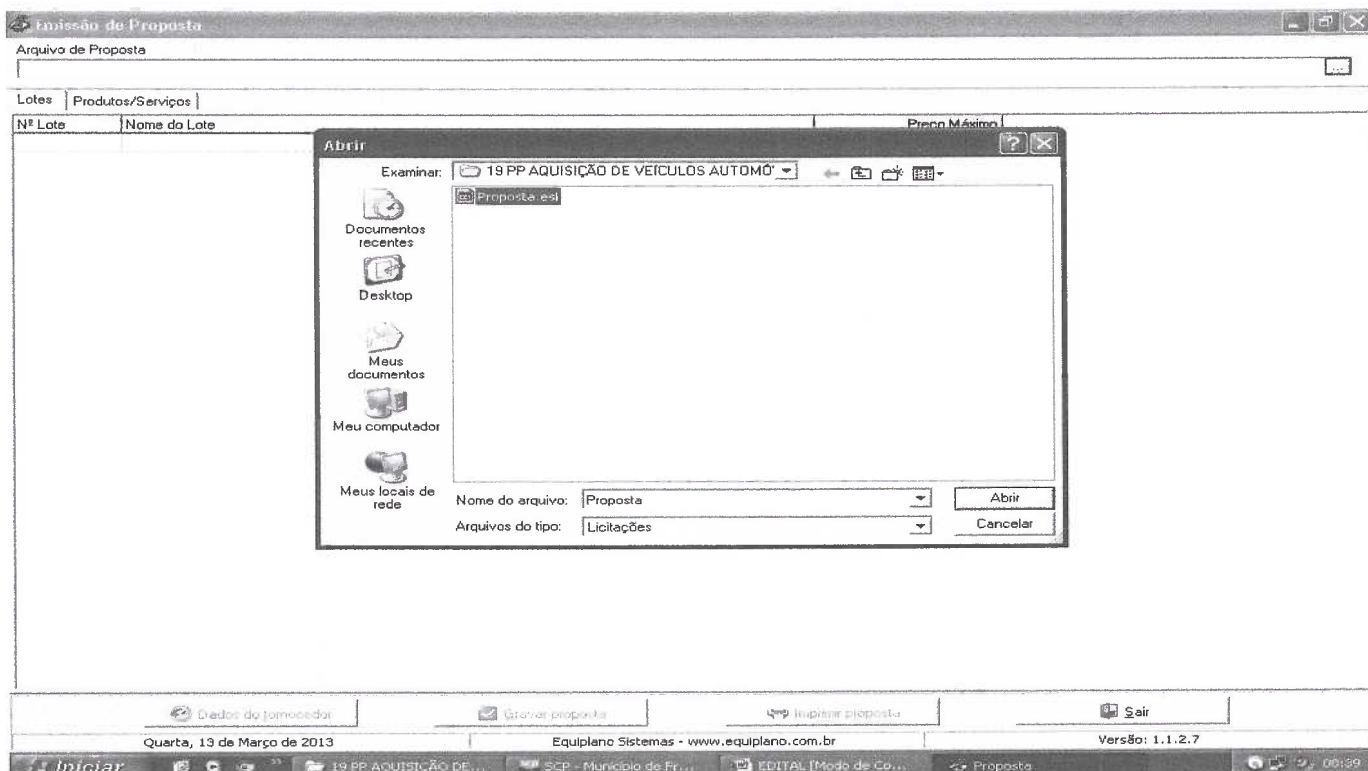 Emissão de Proposta
Arquivo de Proposta
...
Lotes Produtos/Serviços
Nº Lote Nome do Lote Preço Máximo
Abrir
Examinar: 19 PP AQUISIÇÃO DE VEÍCULOS AUTOMÓ
Proposta.esl
Documentos
recentes
Desktop
Meus
documentos
Meu computador
Meus locais de
rede
Nome do arquivo: Proposta Abrir
Arquivos do tipo: Licitações Cancelar
Dados do fornecedor Gravar proposta Imprimir proposta Sair
Quarta, 13 de Março de 2013 Equiplano Sistemas - www.equiplano.com.br Versão: 1.1.2.7
Iniciar 19 PP AQUISIÇÃO DE... SCP - Município de Fr... EDITAL [Modo de Co... Proposta 00:39